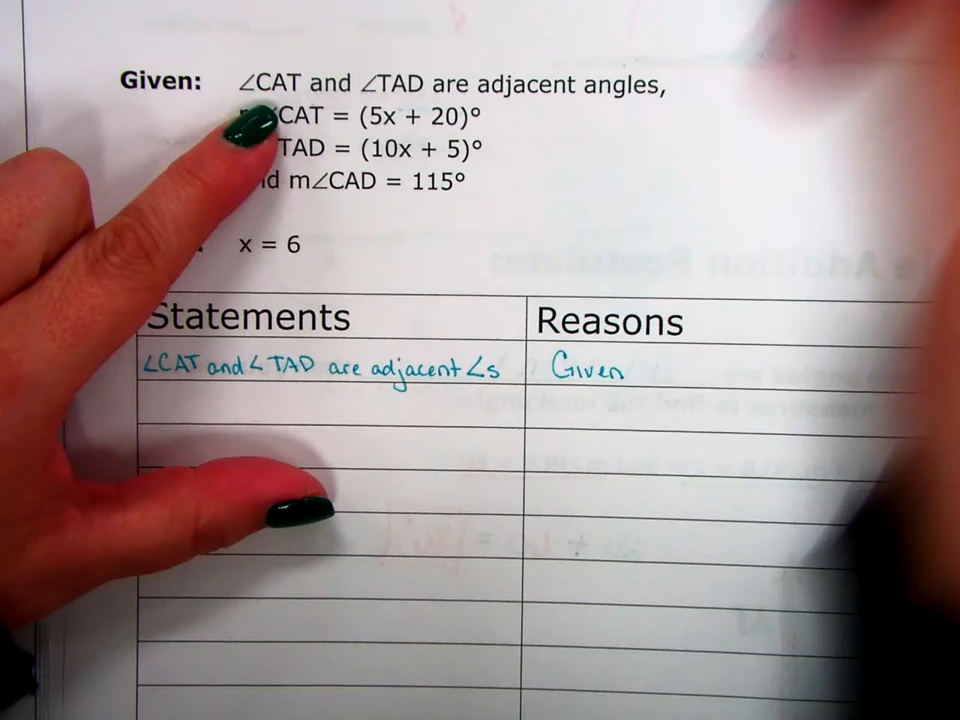 Given: ∠CAT and ∠TAD are adjacent angles,
∠CAT = (5x + 20)°
TAD = (10x + 5)°
m∠CAD = 115°
x = 6
Statements Reasons
∠CAT and ∠TAD are adjacent ∠s Given